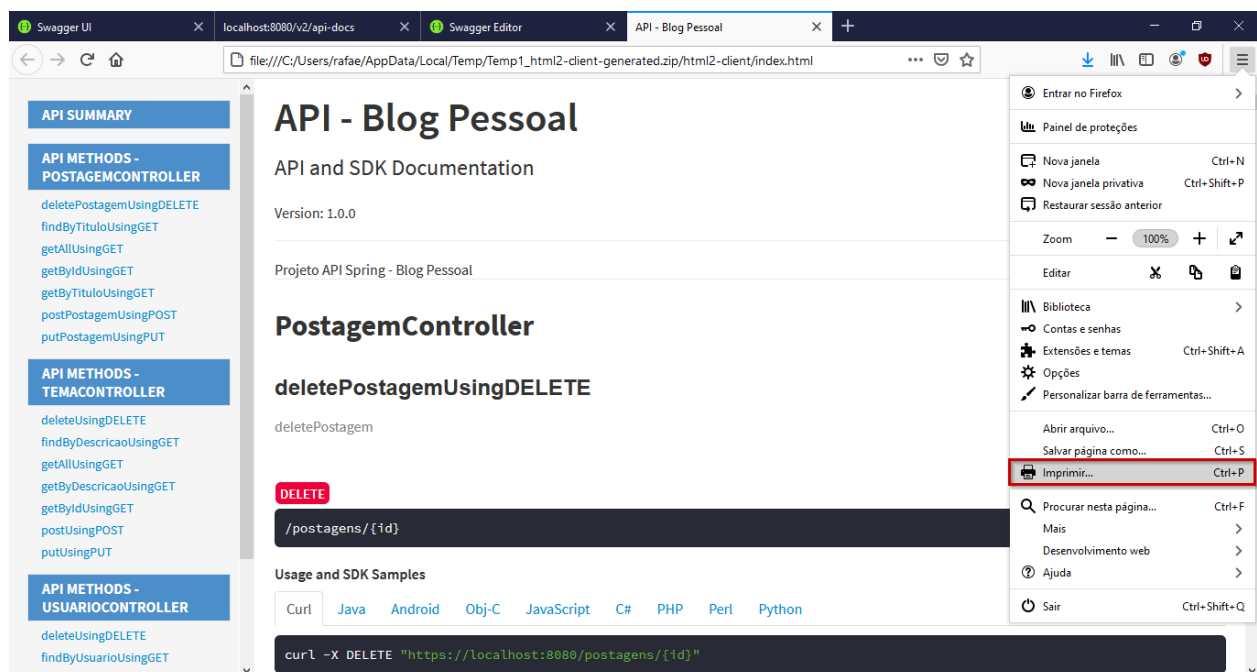 Swagger UI
localhost:8080/v2/api-docs
Swagger Editor
API - Blog Pessoal
file:///C:/Users/rafae/AppData/Local/Temp/Temp1_html2-client-generated.zip/html2-client/index.html
API SUMMARY
API METHODS -
POSTAGEMCONTROLLER
deletePostagemUsingDELETE
findByTituloUsingGET
getAllUsingGET
getByIdUsingGET
getByTituloUsingGET
postPostagemUsingPOST
putPostagemUsingPUT
API METHODS -
TEMACONTROLLER
deleteUsingDELETE
findByDescricaoUsingGET
getAllUsingGET
getByDescricaoUsingGET
getByIdUsingGET
postUsingPOST
putUsingPUT
API METHODS -
USUARIOCONTROLLER
deleteUsingDELETE
findByUsuarioUsingGET
API - Blog Pessoal
API and SDK Documentation
Version: 1.0.0
Projeto API Spring - Blog Pessoal
PostagemController
deletePostagemUsingDELETE
deletePostagem
DELETE
/postagens/{id}
Usage and SDK Samples
Curl Java Android Obj-C JavaScript C# PHP Perl Python
curl -X DELETE "https://localhost:8080/postagens/{id}"
Entrar no Firefox
Painel de proteções
Nova janela Ctrl+N
Nova janela privativa Ctrl+Shift+P
Restaurar sessão anterior
Zoom 100%
Editar
Biblioteca
Contas e senhas
Extensões e temas Ctrl+Shift+A
Opções
Personalizar barra de ferramentas...
Abrir arquivo... Ctrl+O
Salvar página como... Ctrl+S
Imprimir... Ctrl+P
Procurar nesta página... Ctrl+F
Mais
Desenvolvimento web
Ajuda
Sair Ctrl+Shift+Q